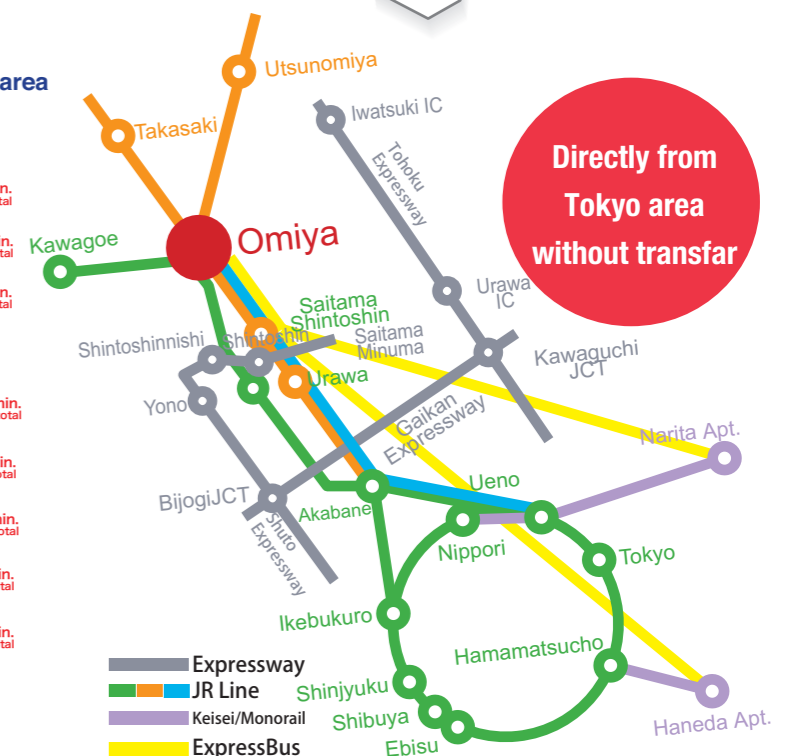 area
Utsunomiya
Takasaki
Iwatsuki IC
Tohoku
Expressway
Directly from
Tokyo area
without transfar
Kawagoe
Omiya
Urawa
IC
Saitama
Shintoshin
Shintoshinnishi
Shintoshin
Saitama
Minuma
Kawaguchi
JCT
Urawa
Yono
Gaikan
Expressway
Narita Apt.
BijogiJCT
Akabane
Ueno
Shuto
Expressway
Nippori
Tokyo
Ikebukuro
Hamamatsucho
Shinjyuku
Shibuya
Ebisu
Haneda Apt.
Expressway
JR Line
Keisei/Monorail
ExpressBus